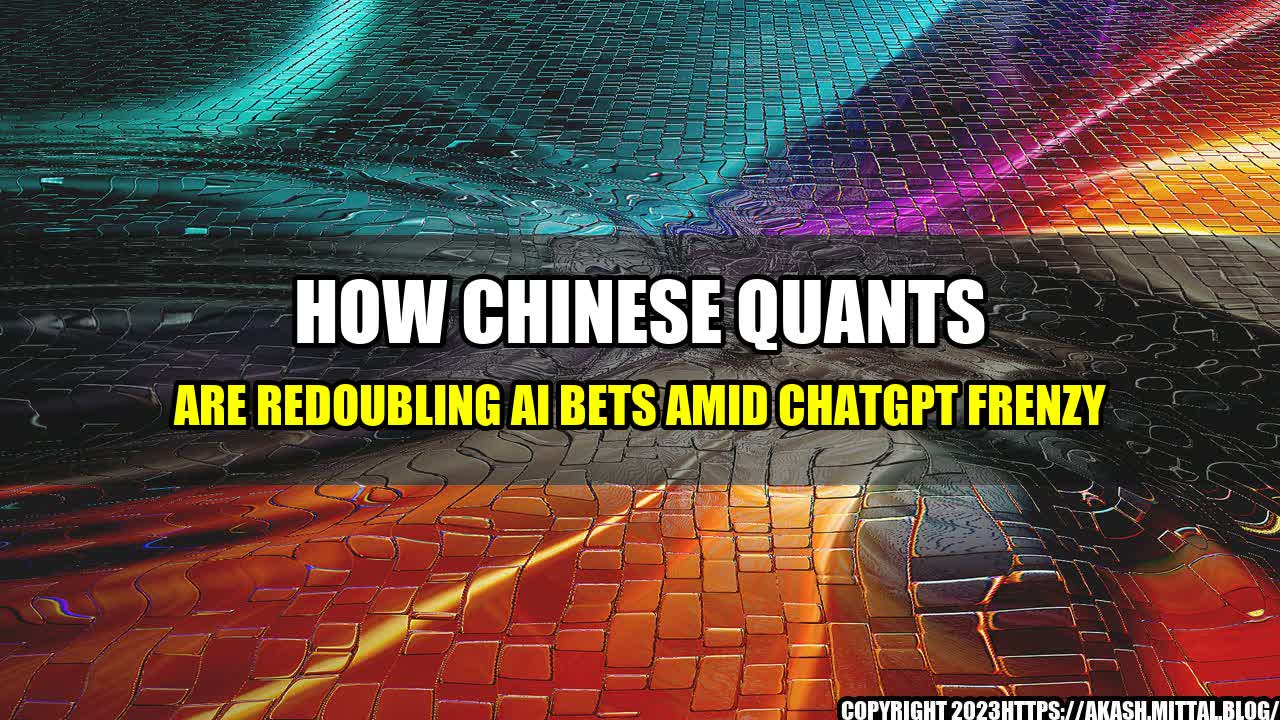 HOW CHINESE QUANTS
ARE REDOUBLING AI BETS AMID CHATGPT FRENZY
COPYRIGHT 2023HTTPS://AKASH.MITTAL.BLOG/